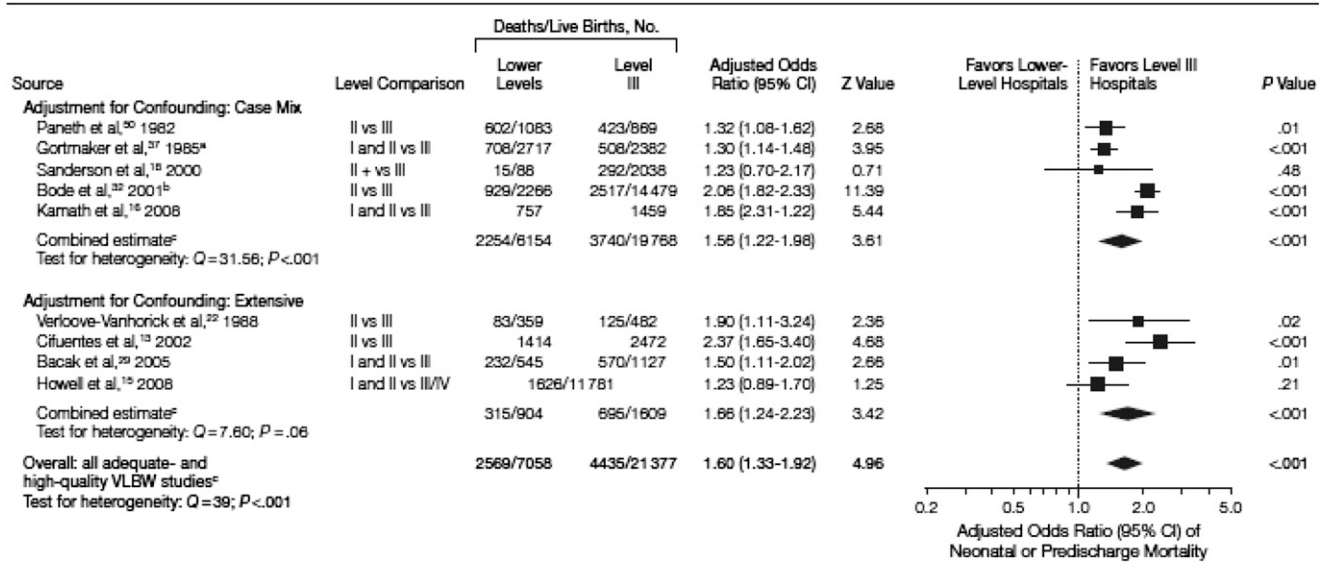 Deaths/Live Births, No.
Source Level Comparison Lower Levels Level III Adjusted Odds Ratio (95% CI) Z Value Favors Lower-Level Hospitals Favors Level III Hospitals P Value
Adjustment for Confounding: Case Mix
Paneth et al,50 1982 II vs III 602/1083 423/869 1.32 (1.08-1.62) 2.68 .01
Gortmaker et al,37 1985a I and II vs III 708/2717 508/2382 1.30 (1.14-1.48) 3.95 <.001
Sanderson et al,18 2000 II + vs III 15/88 292/2038 1.23 (0.70-2.17) 0.71 .48
Bode et al,32 2001b II vs III 929/2266 2517/14 479 2.06 (1.82-2.33) 11.39 <.001
Kamath et al,16 2008 I and II vs III 757 1459 1.85 (2.31-1.22) 5.44 <.001
Combined estimatec 2254/6154 3740/19 768 1.56 (1.22-1.98) 3.61 <.001
Test for heterogeneity: Q=31.56; P<.001
Adjustment for Confounding: Extensive
Verloove-Vanhorick et al,22 1988 II vs III 83/359 125/482 1.90 (1.11-3.24) 2.36 .02
Cifuentes et al,13 2002 II vs III 1414 2472 2.37 (1.65-3.40) 4.68 <.001
Bacak et al,29 2005 I and II vs III 232/545 570/1127 1.50 (1.11-2.02) 2.66 .01
Howell et al,15 2008 I and II vs III/IV 1626/11 781 1.23 (0.89-1.70) 1.25 .21
Combined estimatec 315/904 695/1609 1.66 (1.24-2.23) 3.42 <.001
Test for heterogeneity: Q=7.60; P=.06
Overall: all adequate- and 2569/7058 4435/21 377 1.60 (1.33-1.92) 4.96 <.001
high-quality VLBW studiesc
Test for heterogeneity: Q=39; P<.001
0.2 0.5 1.0 2.0 5.0
Adjusted Odds Ratio (95% CI) of
Neonatal or Predischarge Mortality